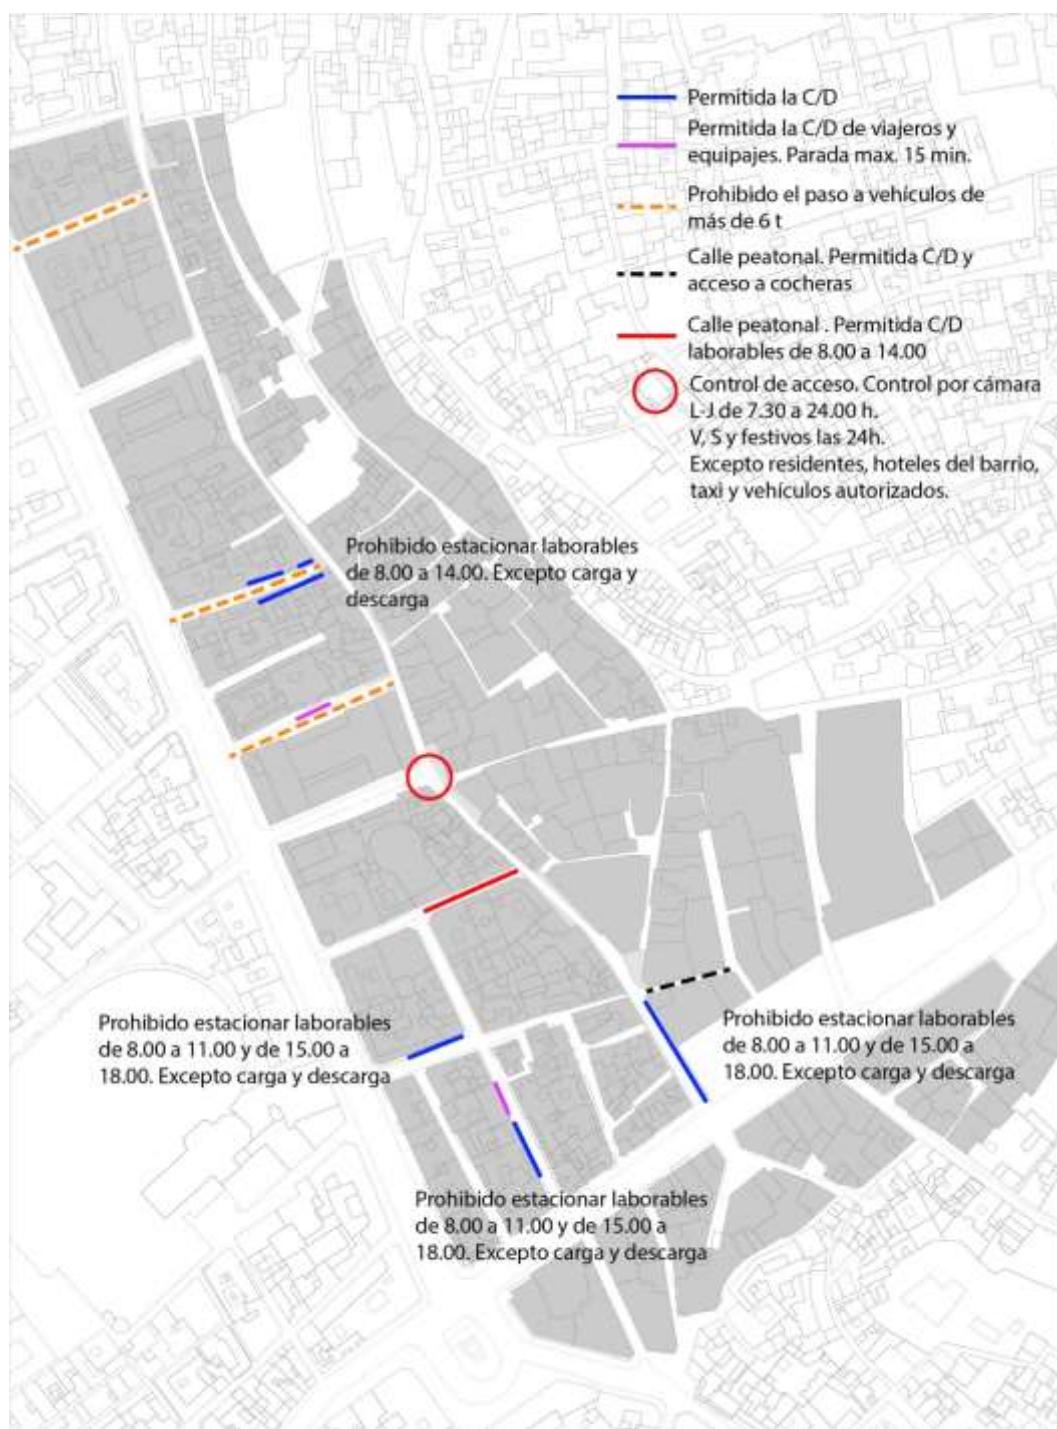 Permitida la C/D
Permitida la C/D de viajeros y
equipajes. Parada max. 15 min.
Prohibido el paso a vehículos de
más de 6 t
Calle peatonal. Permitida C/D y
acceso a cocheras
Calle peatonal . Permitida C/D
laborables de 8.00 a 14.00
Control de acceso. Control por cámara
L-J de 7.30 a 24.00 h.
V, S y festivos las 24h.
Excepto residentes, hoteles del barrio,
taxi y vehículos autorizados.
Prohibido estacionar laborables
de 8.00 a 14.00. Excepto carga y
descarga
Prohibido estacionar laborables
de 8.00 a 11.00 y de 15.00 a
18.00. Excepto carga y descarga
Prohibido estacionar laborables
de 8.00 a 11.00 y de 15.00 a
18.00. Excepto carga y descarga
Prohibido estacionar laborables
de 8.00 a 11.00 y de 15.00 a
18.00. Excepto carga y descarga